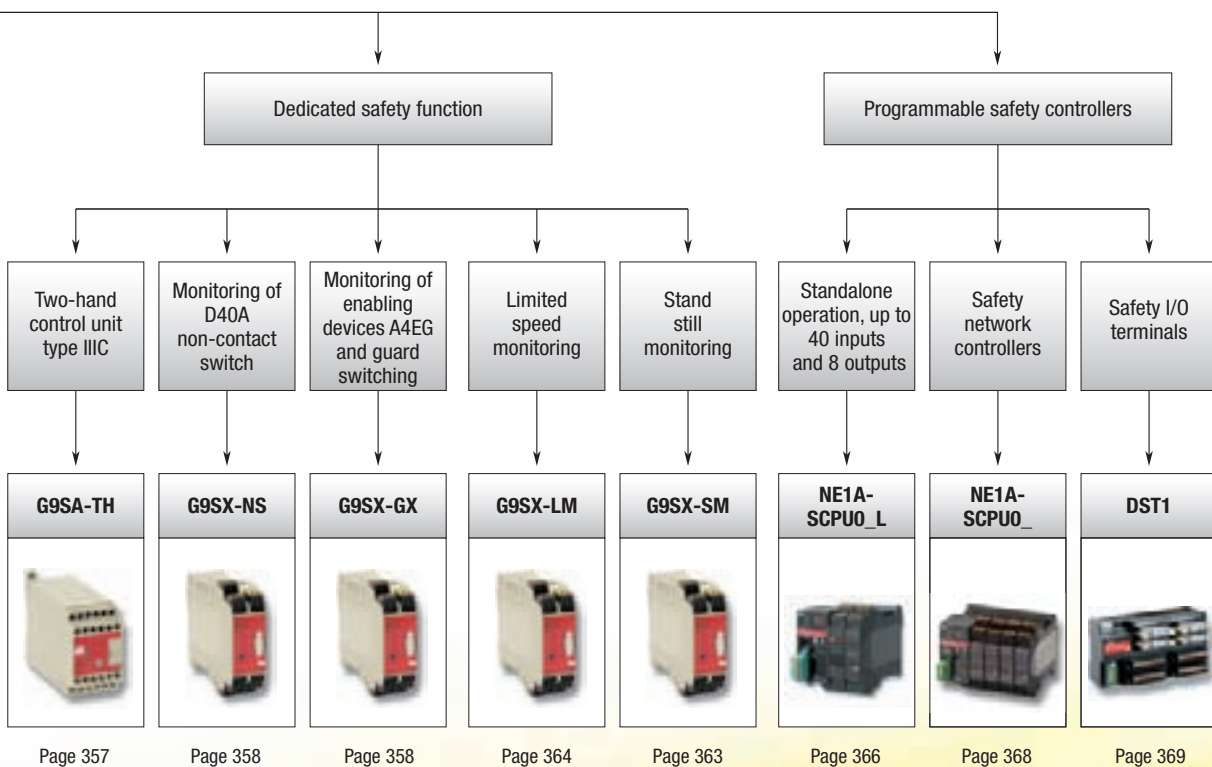 Dedicated safety function
Programmable safety controllers
Two-hand
control unit
type IIIC
Monitoring of
D40A
non-contact
switch
Monitoring of
enabling
devices A4EG
and guard
switching
Limited
speed
monitoring
Stand
still
monitoring
Standalone
operation, up to
40 inputs
and 8 outputs
Safety
network
controllers
Safety I/O
terminals
G9SA-TH
G9SX-NS
G9SX-GX
G9SX-LM
G9SX-SM
NE1A-
SCPU0_L
NE1A-
SCPU0_
DST1
Page 357
Page 358
Page 358
Page 364
Page 363
Page 366
Page 368
Page 369